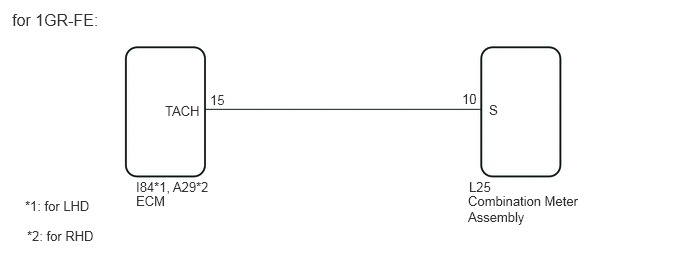 for 1GR-FE:
15
10
TACH
S
I84*1, A29*2
ECM
L25
Combination Meter
Assembly
*1: for LHD
*2: for RHD